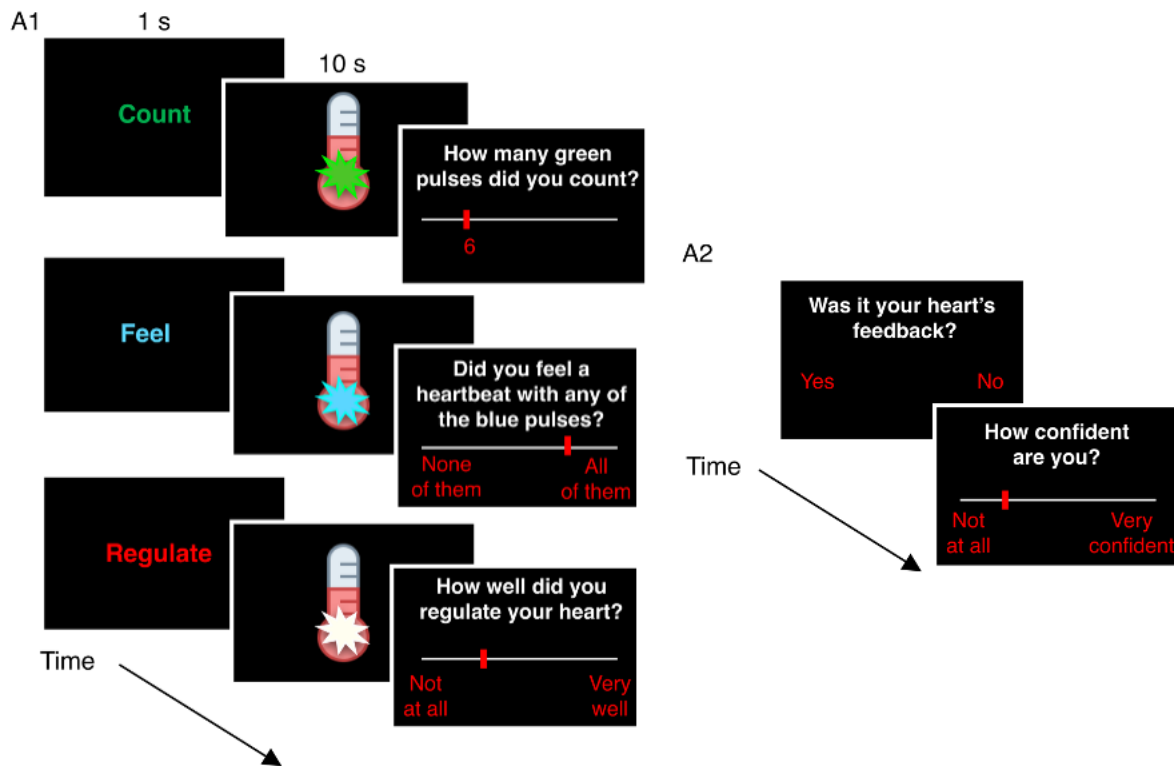 A1
1 s
10 s
Count
How many green
pulses did you count?
6
Feel
Did you feel a
heartbeat with any of
the blue pulses?
None
of them
All
of them
Regulate
How well did you
regulate your heart?
Not
at all
Very
well
Time
A2
Was it your heart's
feedback?
Yes
No
How confident
are you?
Not
at all
Very
confident
Time